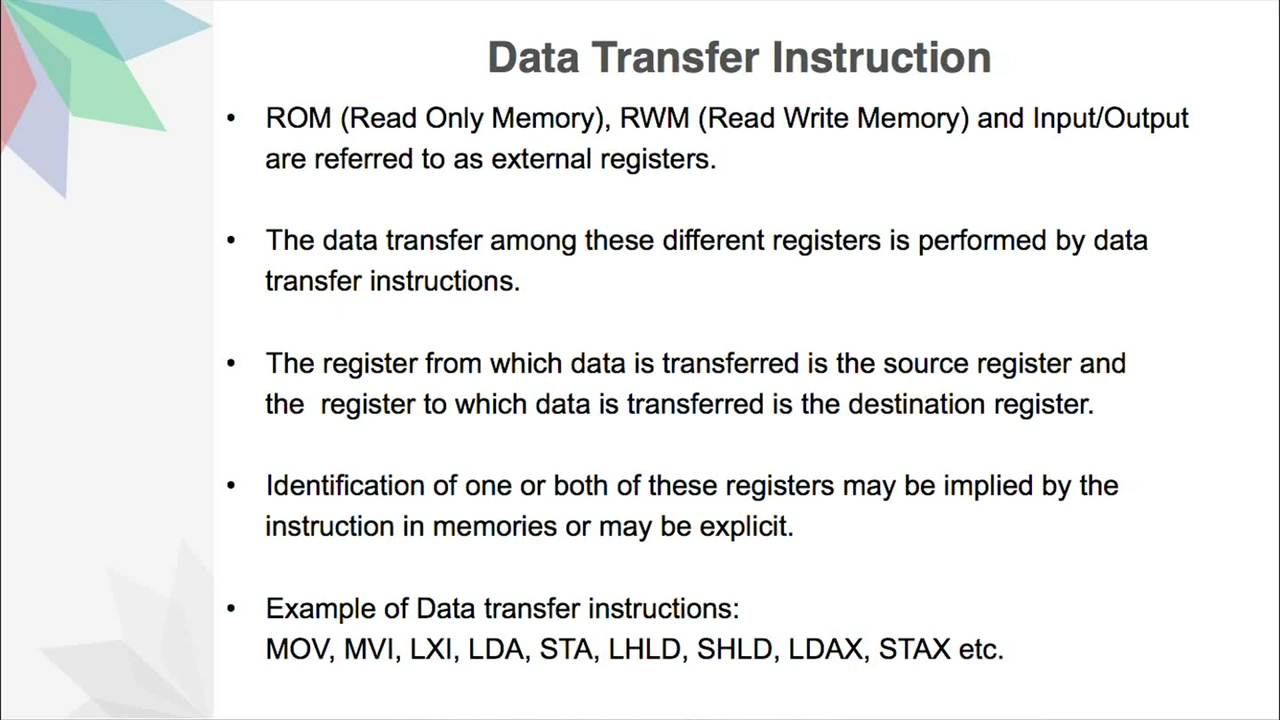 Data Transfer Instruction
• ROM (Read Only Memory), RWM (Read Write Memory) and Input/Output
are referred to as external registers.
• The data transfer among these different registers is performed by data
transfer instructions.
• The register from which data is transferred is the source register and
the  register to which data is transferred is the destination register.
• Identification of one or both of these registers may be implied by the
instruction in memories or may be explicit.
• Example of Data transfer instructions:
MOV, MVI, LXI, LDA, STA, LHLD, SHLD, LDAX, STAX etc.